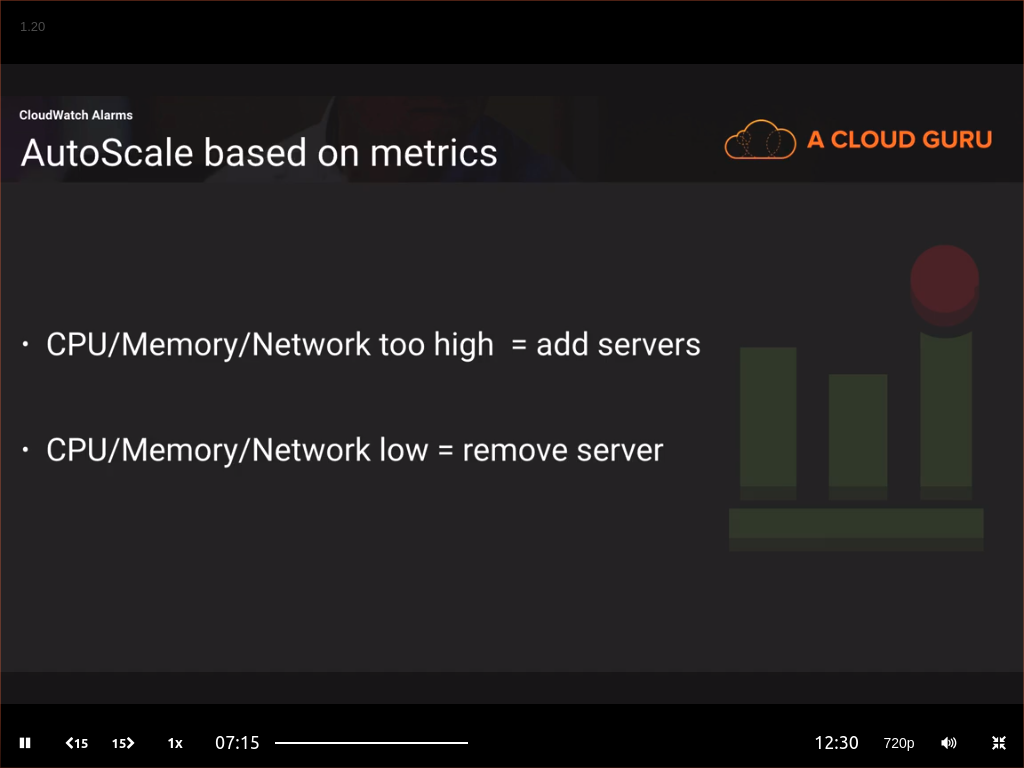 1.20
CloudWatch Alarms
AutoScale based on metrics
A CLOUD GURU
• CPU/Memory/Network too high = add servers
• CPU/Memory/Network low = remove server
15 15 1x 07:15 12:30 720p